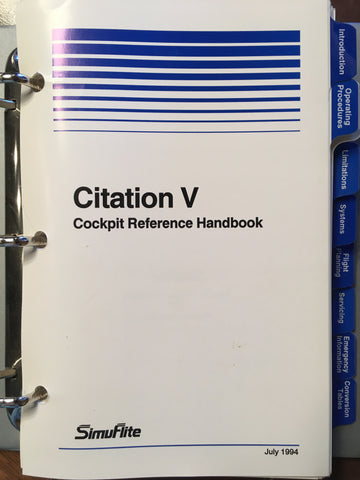 Citation V
Cockpit Reference Handbook
SimuFlite
July 1994
Introduction
Operating
Procedures
Limitations
Systems
Flight
Planning
Servicing
Emergency
Information
Conversion
Tables